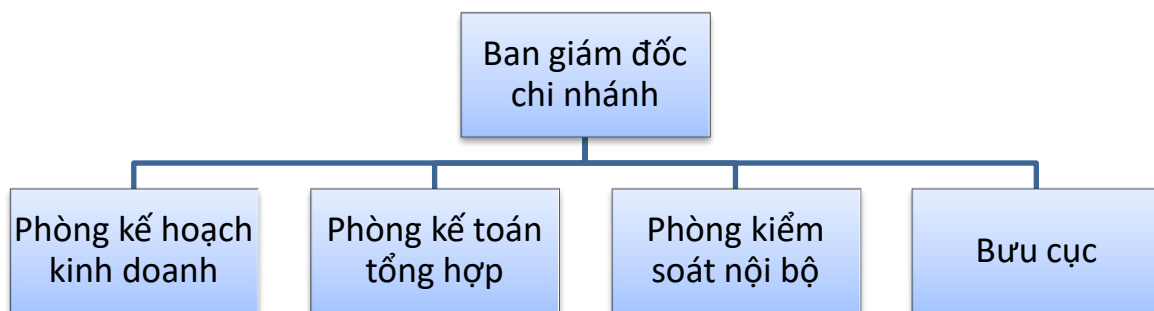 Ban giám đốc
chi nhánh
Phòng kế hoạch
kinh doanh
Phòng kế toán
tổng hợp
Phòng kiểm
soát nội bộ
Bưu cục